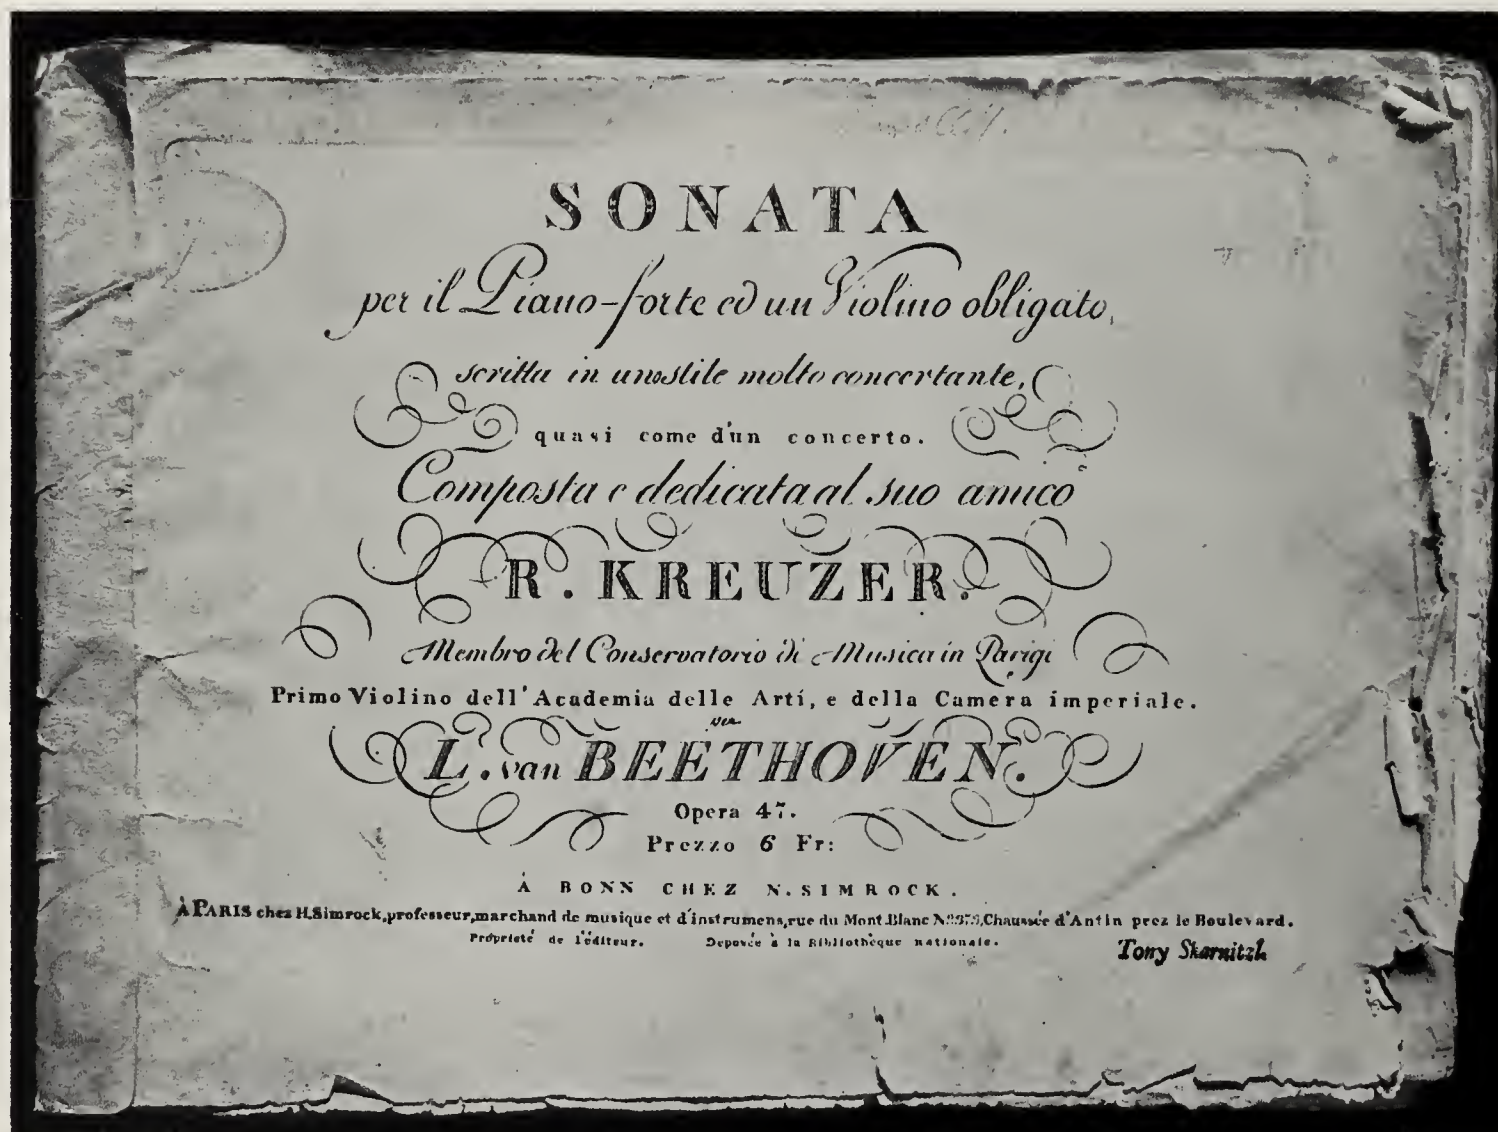 SONATA
per il Piano-forte ed un Violino obligato,
scritta in uno stile molto concertante,
quasi come d'un concerto.
Composta e dedicata al suo amico
R. KREUZER.
Membro del Conservatorio di Musica in Parigi
Primo Violino dell'Academia delle Arti, e della Camera imperiale.
L. van BEETHOVEN.
Opera 47.
Prezzo 6 Fr:
À BONN CHEZ N. SIMROCK.
À PARIS chez H. Simrock, professeur, marchand de musique et d'instrumens, rue du Mont Blanc Chaussée d'Antin prez le Boulevard.
Propriété de l'éditeur. Deposée à la Bibliothèque nationale.
Tony Skarnitzl